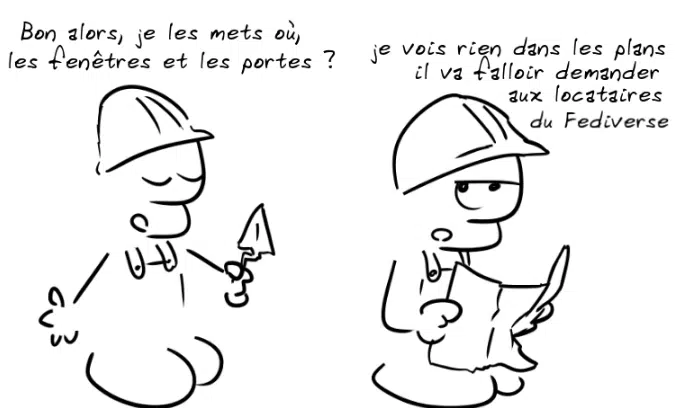 Bon alors, je les mets où,
les fenêtres et les portes ?
je vois rien dans les plans
il va falloir demander
aux locataires
du Fediverse